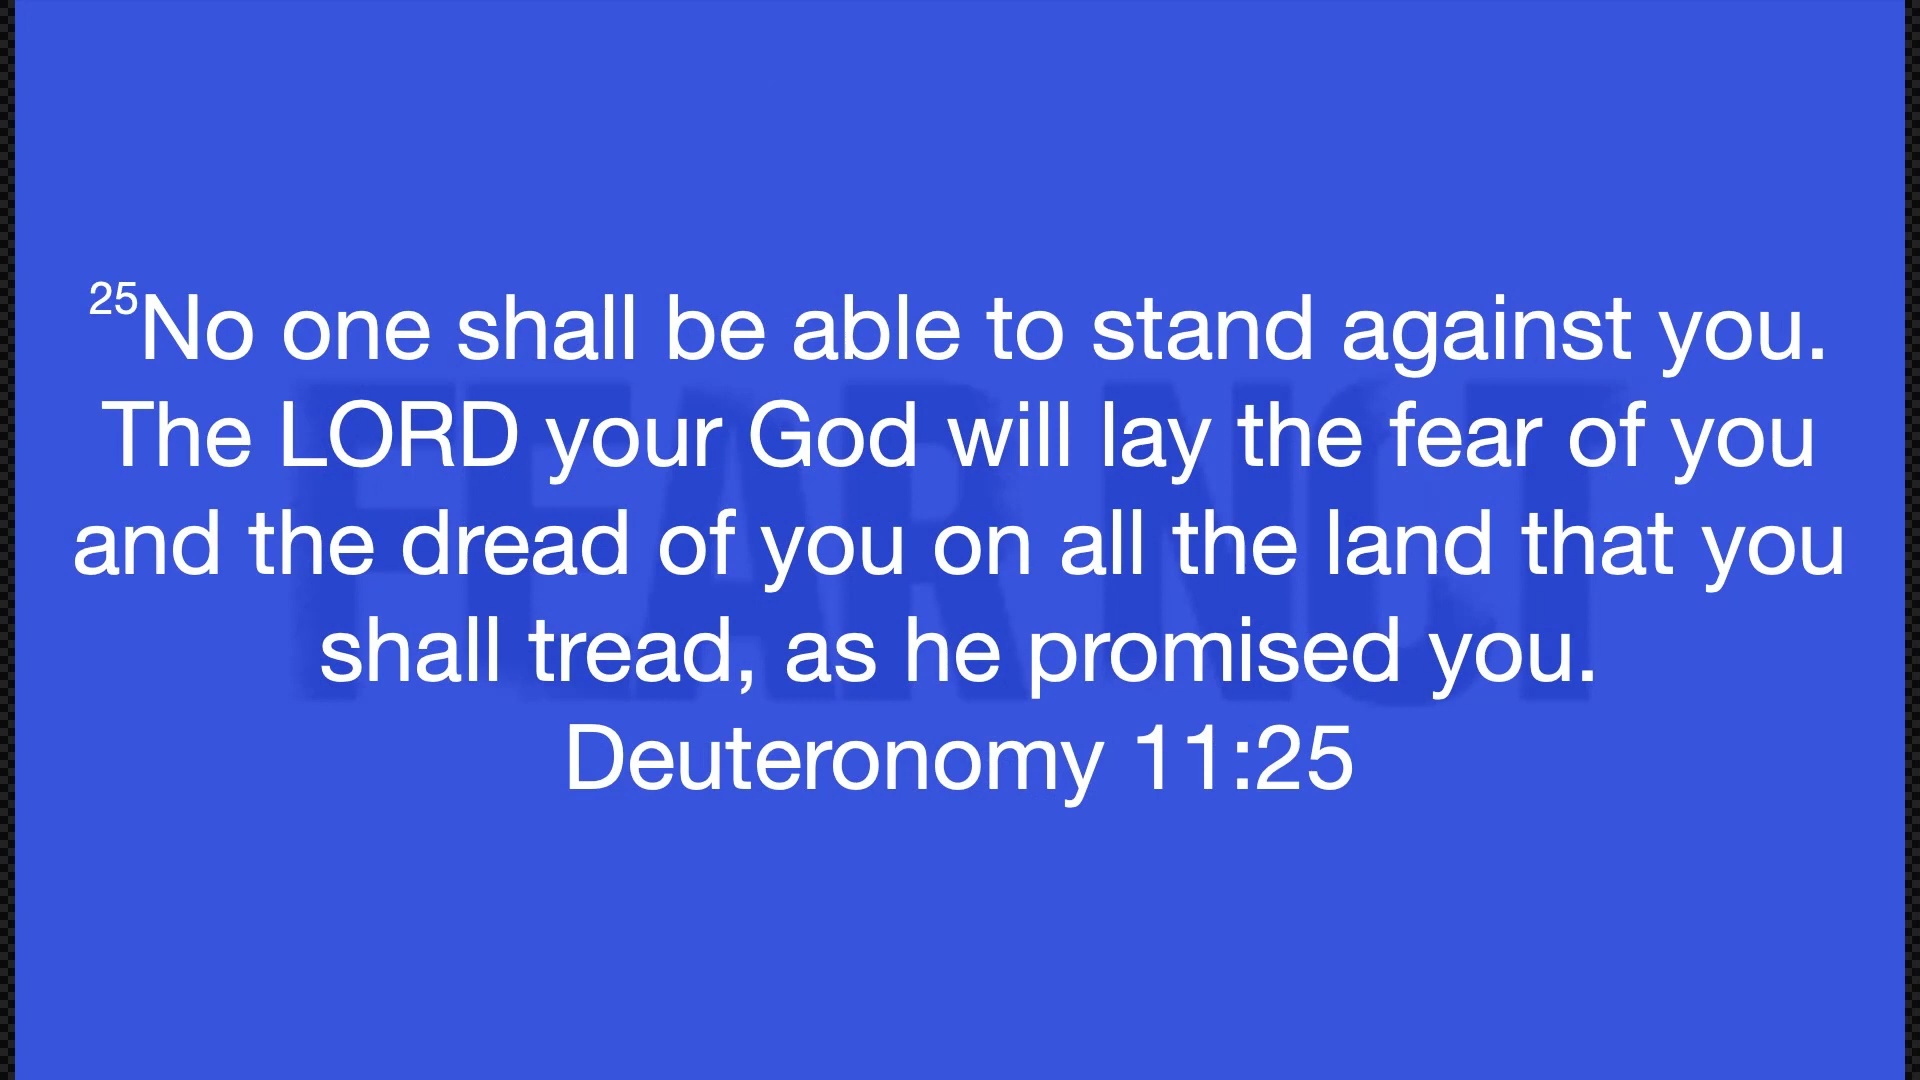 25No one shall be able to stand against you.
The LORD your God will lay the fear of you
and the dread of you on all the land that you
shall tread, as he promised you.
Deuteronomy 11:25
FEAR NOT